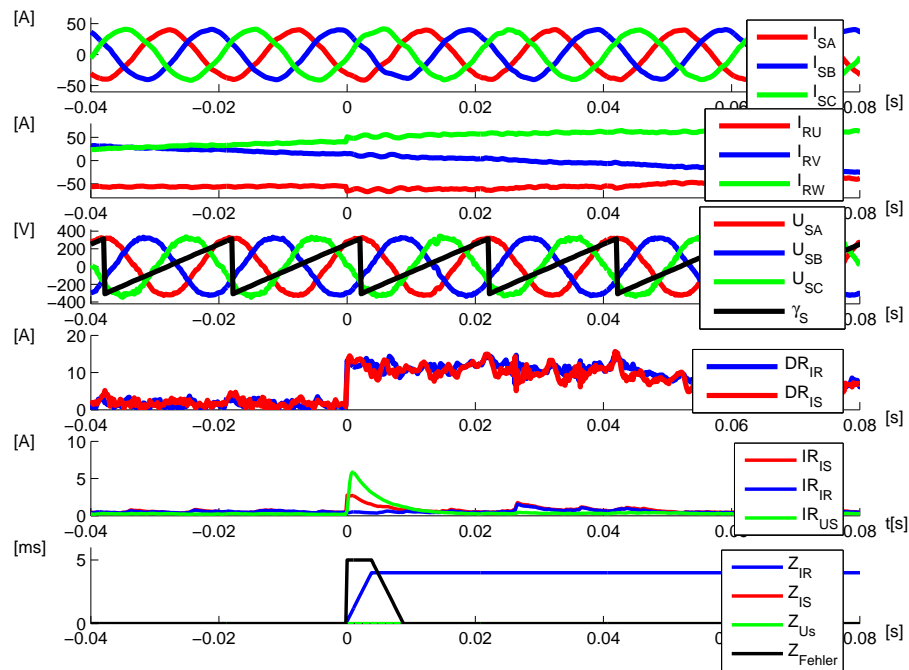 [A]
50
0
−50
−0.04 −0.02 0 0.02 0.04 0.06 0.08 [s]
I_SA
I_SB
I_SC
[A]
50
0
−50
−0.04 −0.02 0 0.02 0.04 0.08 [s]
I_RU
I_RV
I_RW
[V]
400
200
0
−200
−400
−0.04 −0.02 0 0.02 0.04 0.08 [s]
U_SA
U_SB
U_SC
γ_S
[A]
20
10
0
−0.04 −0.02 0 0.02 0.04 0.06 0.08 [s]
DR_IR
DR_IS
[A]
10
5
0
−0.04 −0.02 0 0.02 0.04 0.06 0.08 t[s]
IR_IS
IR_IR
IR_US
[ms]
5
0
−0.04 −0.02 0 0.02 0.04 0.08 [s]
Z_IR
Z_IS
Z_Us
Z_Fehler